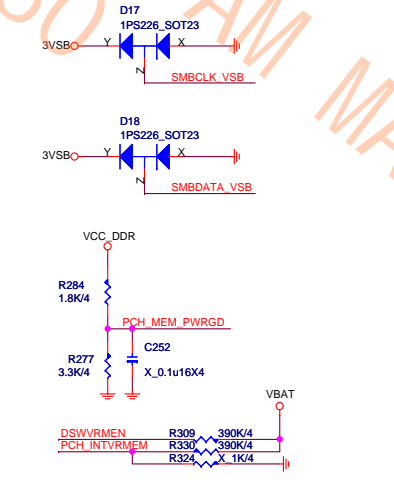 D17
1PS226_SOT23
3VSB Y X
Z
SMBCLK_VSB
D18
1PS226_SOT23
3VSB Y X
Z
SMBDATA_VSB
VCC_DDR
R284
1.8K/4
PCH_MEM_PWRGD
R277
3.3K/4
C252
X_0.1u16X4
VBAT
DSWVRMEN R309 390K/4
PCH_INTVRMEM R330 390K/4
R324 X_1K/4